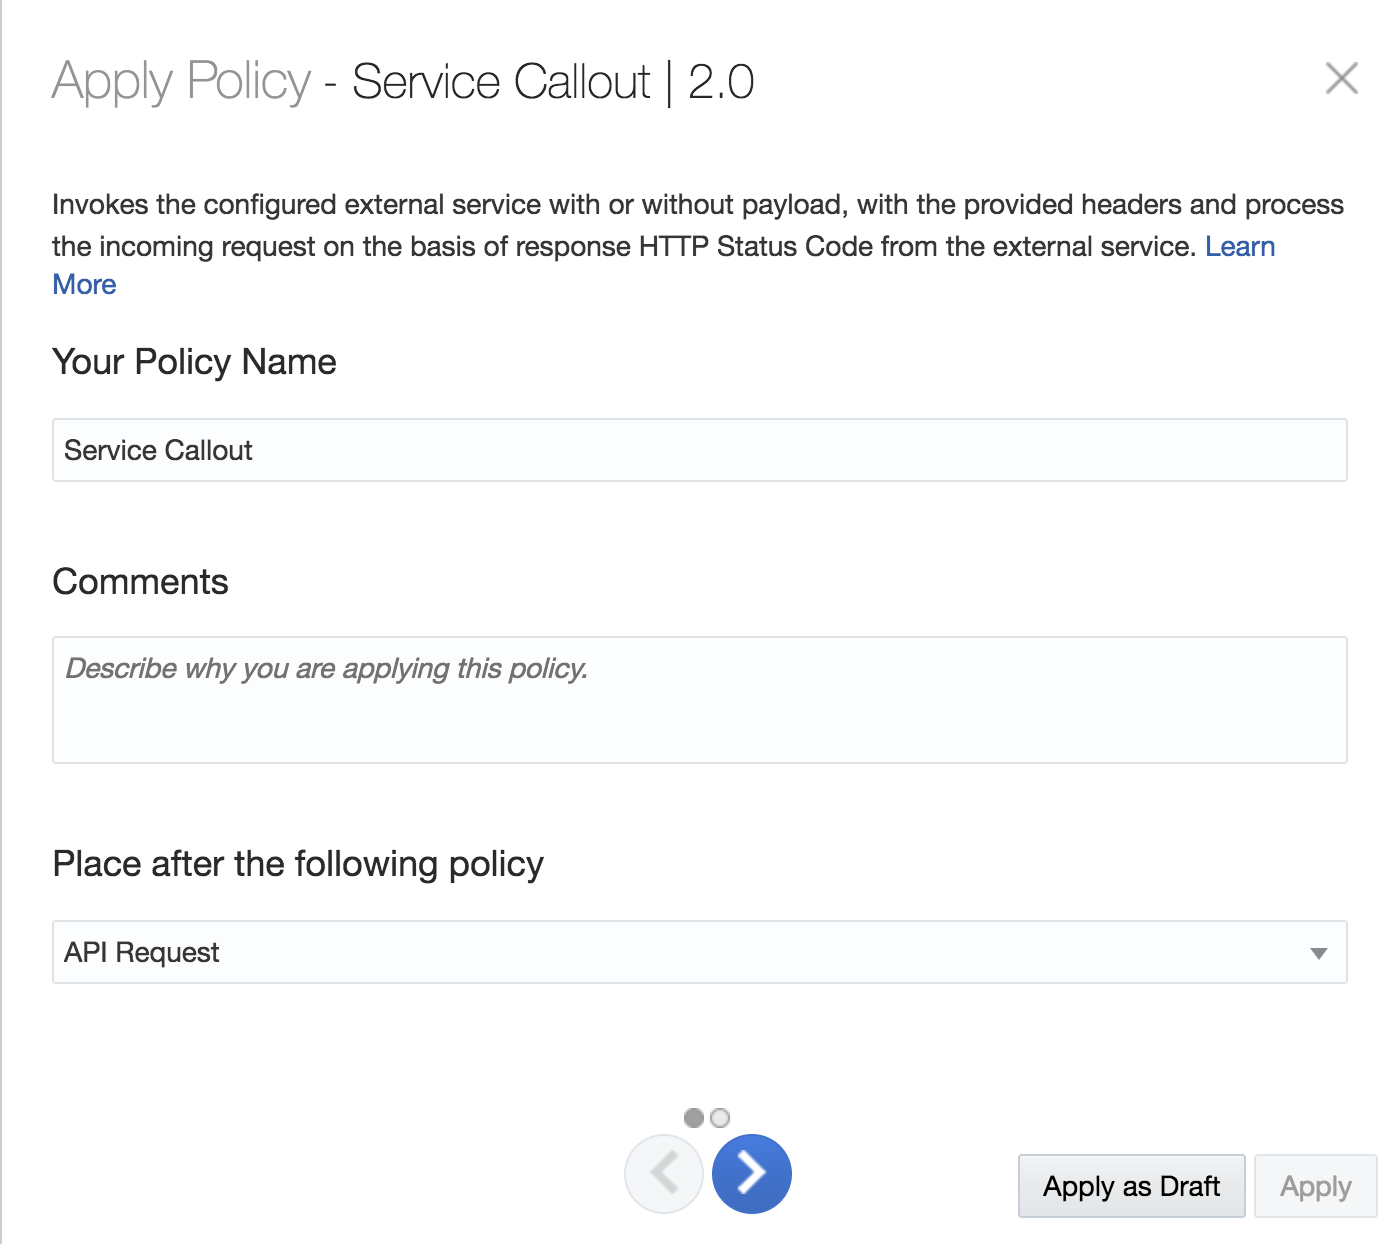 Apply Policy - Service Callout | 2.0
Invokes the configured external service with or without payload, with the provided headers and process
the incoming request on the basis of response HTTP Status Code from the external service. Learn
More
Your Policy Name
Service Callout
Comments
Describe why you are applying this policy.
Place after the following policy
API Request
Apply as Draft
Apply